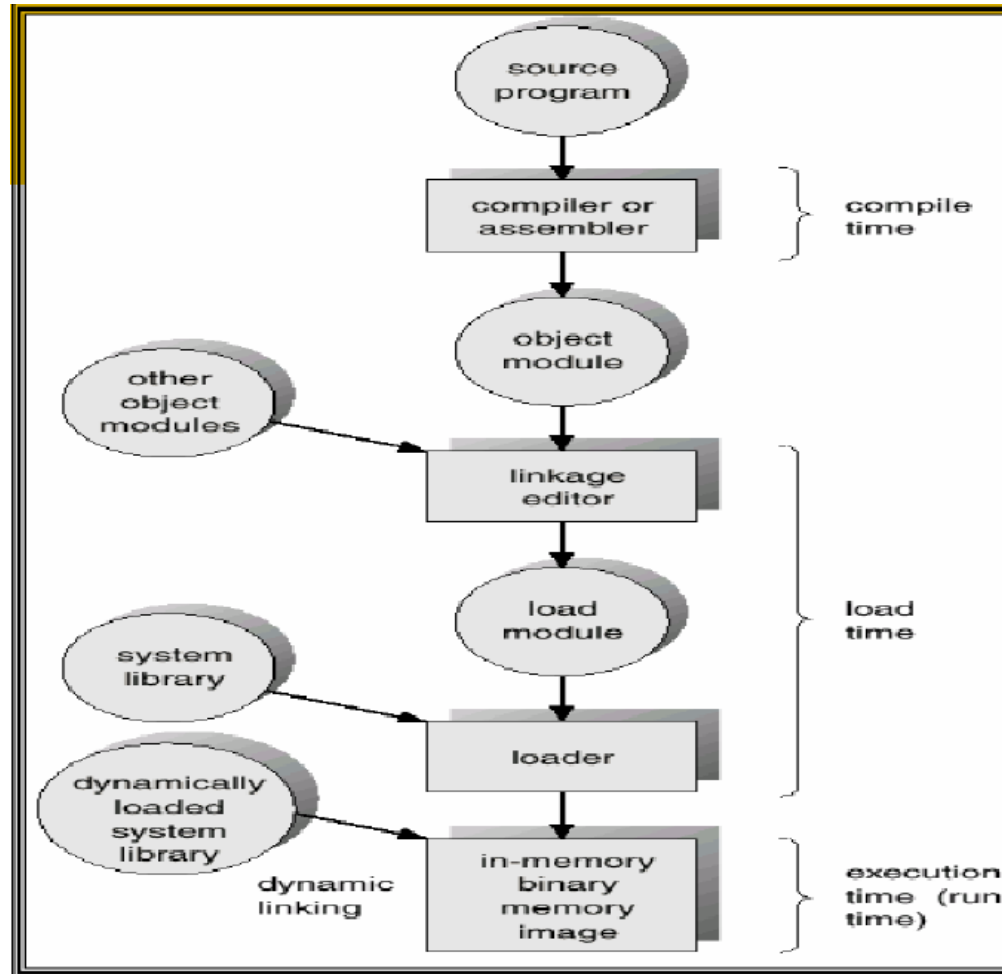 source
program
compiler or
assembler
compile
time
object
module
other
object
modules
linkage
editor
load
module
load
time
system
library
loader
dynamically
loaded
system
library
dynamic
linking
in-memory
binary
memory
image
execution
time (run
time)